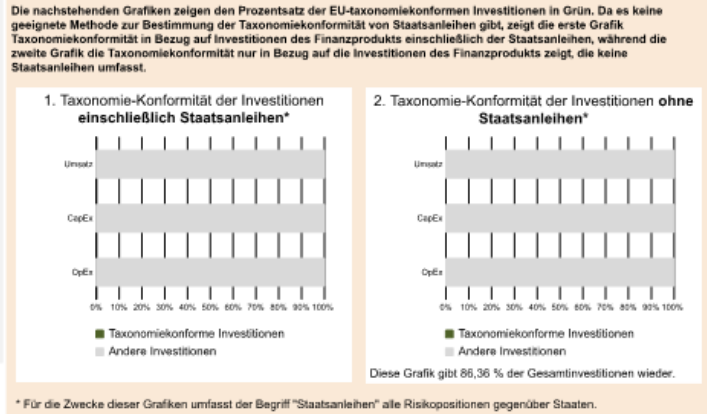 Die nachstehenden Grafiken zeigen den Prozentsatz der EU-taxonomiekonformen Investitionen in Grün. Da es keine
geeignete Methode zur Bestimmung der Taxonomiekonformität von Staatsanleihen gibt, zeigt die erste Grafik
Taxonomiekonformität in Bezug auf Investitionen des Finanzprodukts einschließlich der Staatsanleihen, während die
zweite Grafik die Taxonomiekonformität nur in Bezug auf die Investitionen des Finanzprodukts zeigt, die keine
Staatsanleihen umfasst.
1. Taxonomie-Konformität der Investitionen
einschließlich Staatsanleihen*
Umsatz
CapEx
OpEx
0% 10% 20% 30% 40% 50% 60% 70% 80% 90% 100%
Taxonomiekonforme Investitionen
Andere Investitionen
2. Taxonomie-Konformität der Investitionen ohne
Staatsanleihen*
Umsatz
CapEx
OpEx
0% 10% 20% 30% 40% 50% 60% 70% 80% 90% 100%
Taxonomiekonforme Investitionen
Andere Investitionen
Diese Grafik gibt 86,36 % der Gesamtinvestitionen wieder.
* Für die Zwecke dieser Grafiken umfasst der Begriff "Staatsanleihen" alle Risikopositionen gegenüber Staaten.